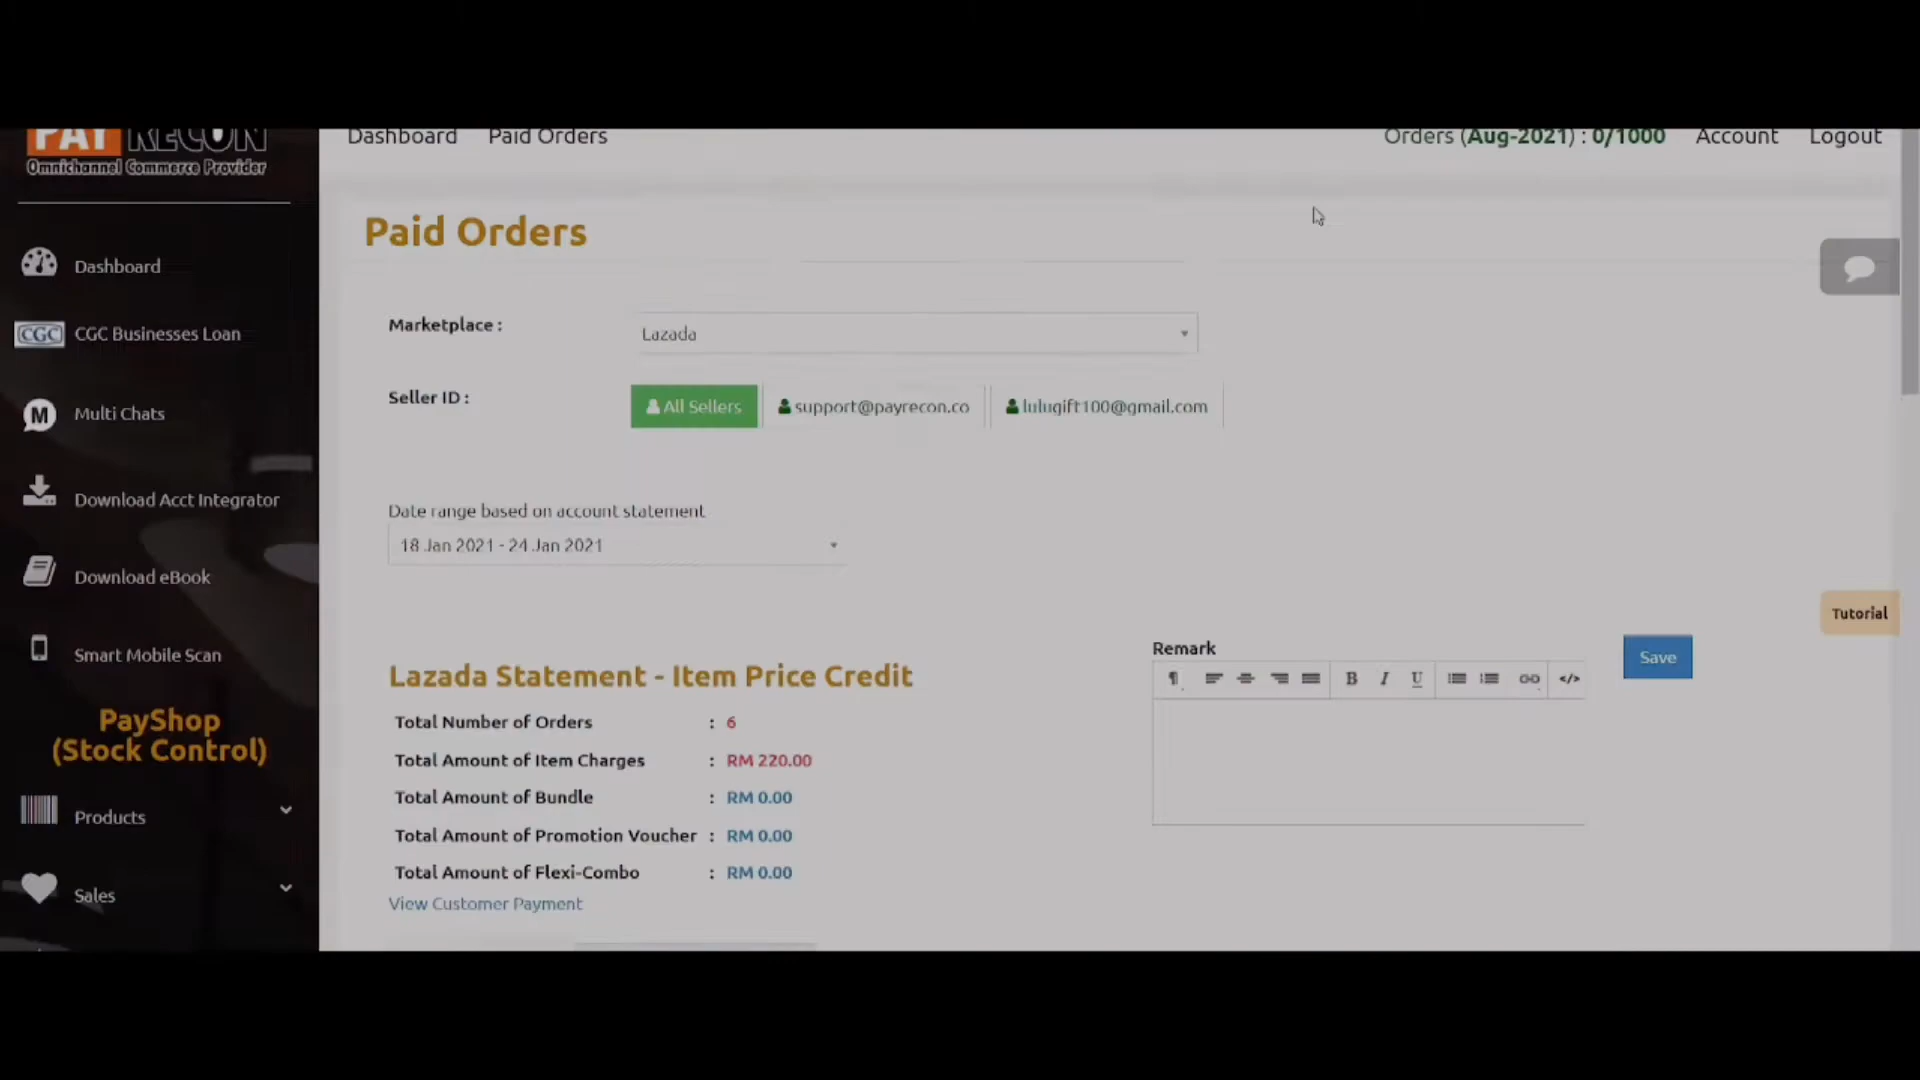 PAY RECON
Omnichannel Commerce Provider
Dashboard Paid Orders Orders (Aug-2021) : 0/1000 Account Logout
Dashboard
CGC CGC Businesses Loan
M Multi Chats
Download Acct Integrator
Download eBook
Smart Mobile Scan
PayShop
(Stock Control)
Products
Sales
Paid Orders
Marketplace : Lazada
Seller ID : All Sellers support@payrecon.co lulugift100@gmail.com
Date range based on account statement
18 Jan 2021 - 24 Jan 2021
Tutorial
Lazada Statement - Item Price Credit
Total Number of Orders : 6
Total Amount of Item Charges : RM 220.00
Total Amount of Bundle : RM 0.00
Total Amount of Promotion Voucher : RM 0.00
Total Amount of Flexi-Combo : RM 0.00
View Customer Payment
Remark
¶ B I U </>
Save